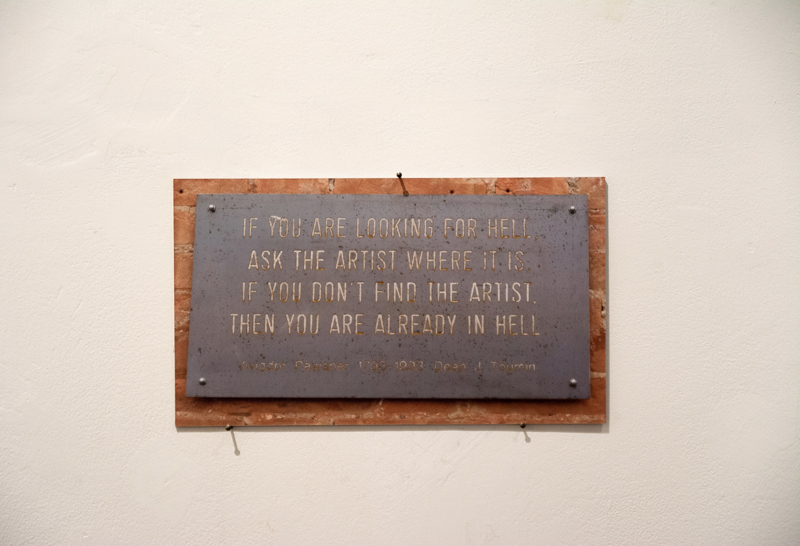 IF YOU ARE LOOKING FOR HELL,
ASK THE ARTIST WHERE IT IS.
IF YOU DON'T FIND THE ARTIST,
THEN YOU ARE ALREADY IN HELL